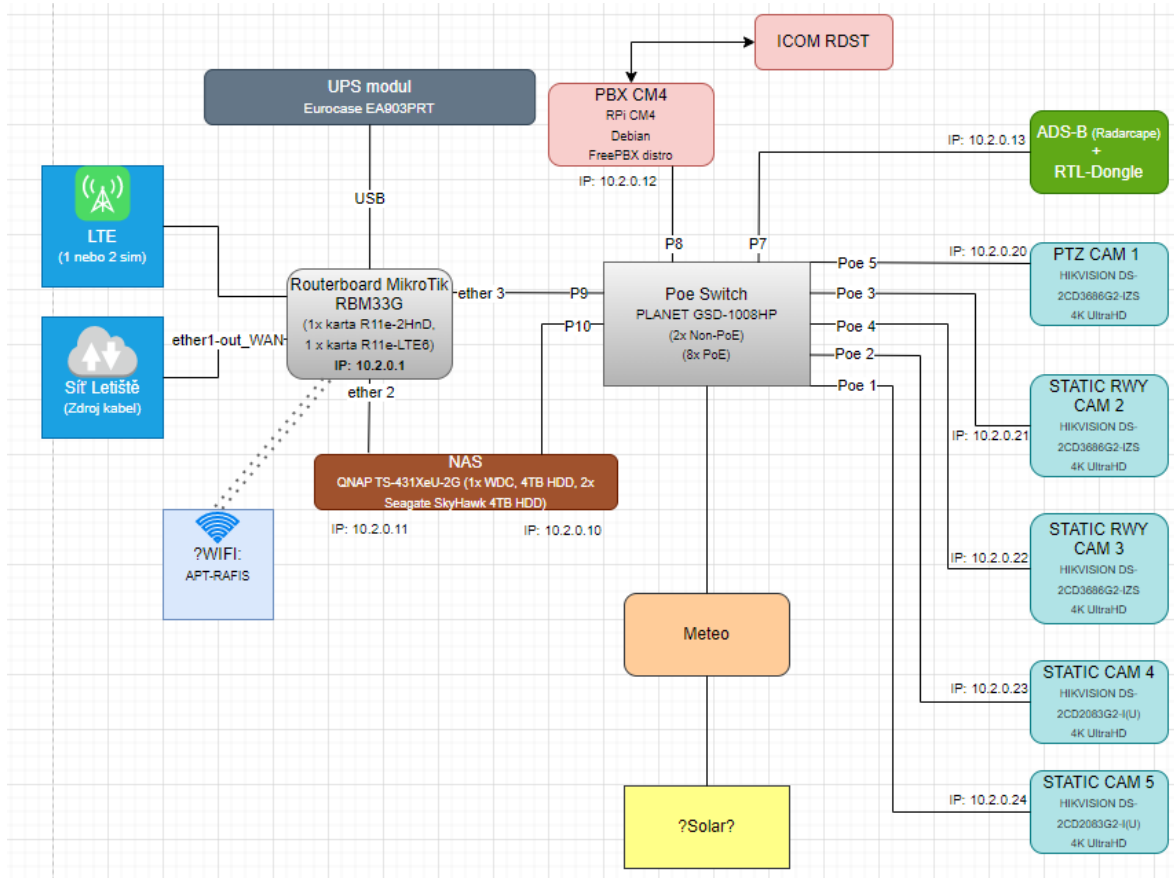 ICOM RDST
UPS modul
Eurocase EA903PRT
PBX CM4
RPi CM4
Debian
FreePBX distro
IP: 10.2.0.12
IP: 10.2.0.13
ADS-B (Radarcape)
+
RTL-Dongle
USB
LTE
(1 nebo 2 sim)
P8
P7
Routerboard MikroTik
RBM33G
(1x karta R11e-2HnD,
1 x karta R11e-LTE6)
IP: 10.2.0.1
ether 3
P9
P10
Poe Switch
PLANET GSD-1008HP
(2x Non-PoE)
(8x PoE)
Poe 5
Poe 3
Poe 4
Poe 2
Poe 1
IP: 10.2.0.20
PTZ CAM 1
HIKVISION DS-
2CD3686G2-IZS
4K UltraHD
ether1-out_WAN
Síť Letiště
(Zdroj kabel)
ether 2
STATIC RWY
CAM 2
HIKVISION DS-
2CD3686G2-IZS
4K UltraHD
IP: 10.2.0.21
NAS
QNAP TS-431XeU-2G (1x WDC, 4TB HDD, 2x
Seagate SkyHawk 4TB HDD)
IP: 10.2.0.11
IP: 10.2.0.10
?WIFI:
APT-RAFIS
STATIC RWY
CAM 3
HIKVISION DS-
2CD3686G2-IZS
4K UltraHD
IP: 10.2.0.22
Meteo
IP: 10.2.0.23
STATIC CAM 4
HIKVISION DS-
2CD2083G2-I(U)
4K UltraHD
?Solar?
IP: 10.2.0.24
STATIC CAM 5
HIKVISION DS-
2CD2083G2-I(U)
4K UltraHD